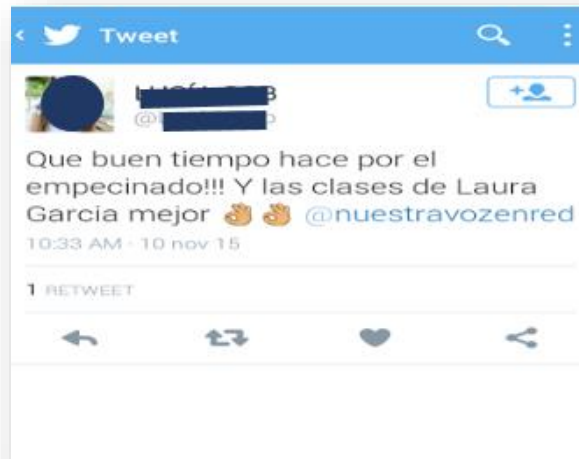 Tweet
@
Que buen tiempo hace por el
empecinado!!! Y las clases de Laura
García mejor 👌 👌 @nuestravozenred
10:33 AM · 10 nov 15
1 RETWEET